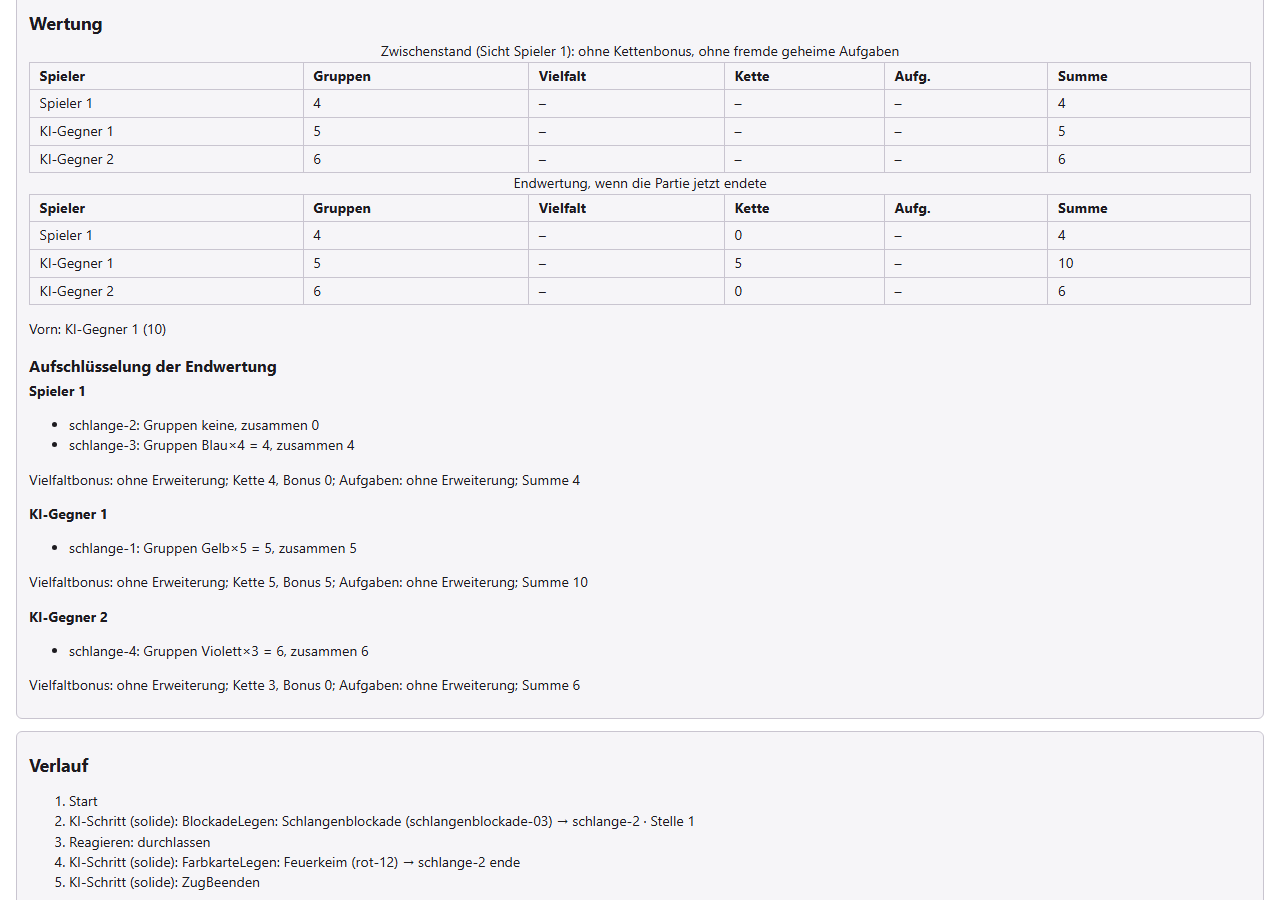 Wertung
Zwischenstand (Sicht Spieler 1): ohne Kettenbonus, ohne fremde geheime Aufgaben
Spieler Gruppen Vielfalt Kette Aufg. Summe
Spieler 1 4 – – – 4
KI-Gegner 1 5 – – – 5
KI-Gegner 2 6 – – – 6
Endwertung, wenn die Partie jetzt endete
Spieler Gruppen Vielfalt Kette Aufg. Summe
Spieler 1 4 – 0 – 4
KI-Gegner 1 5 – 5 – 10
KI-Gegner 2 6 – 0 – 6
Vorn: KI-Gegner 1 (10)
Aufschlüsselung der Endwertung
Spieler 1
• schlange-2: Gruppen keine, zusammen 0
• schlange-3: Gruppen Blau×4 = 4, zusammen 4
Vielfaltbonus: ohne Erweiterung; Kette 4, Bonus 0; Aufgaben: ohne Erweiterung; Summe 4
KI-Gegner 1
• schlange-1: Gruppen Gelb×5 = 5, zusammen 5
Vielfaltbonus: ohne Erweiterung; Kette 5, Bonus 5; Aufgaben: ohne Erweiterung; Summe 10
KI-Gegner 2
• schlange-4: Gruppen Violett×3 = 6, zusammen 6
Vielfaltbonus: ohne Erweiterung; Kette 3, Bonus 0; Aufgaben: ohne Erweiterung; Summe 6
Verlauf
1. Start
2. KI-Schritt (solide): BlockadeLegen: Schlangenblockade (schlangenblockade-03) → schlange-2 · Stelle 1
3. Reagieren: durchlassen
4. KI-Schritt (solide): FarbkarteLegen: Feuerkeim (rot-12) → schlange-2 ende
5. KI-Schritt (solide): ZugBeenden